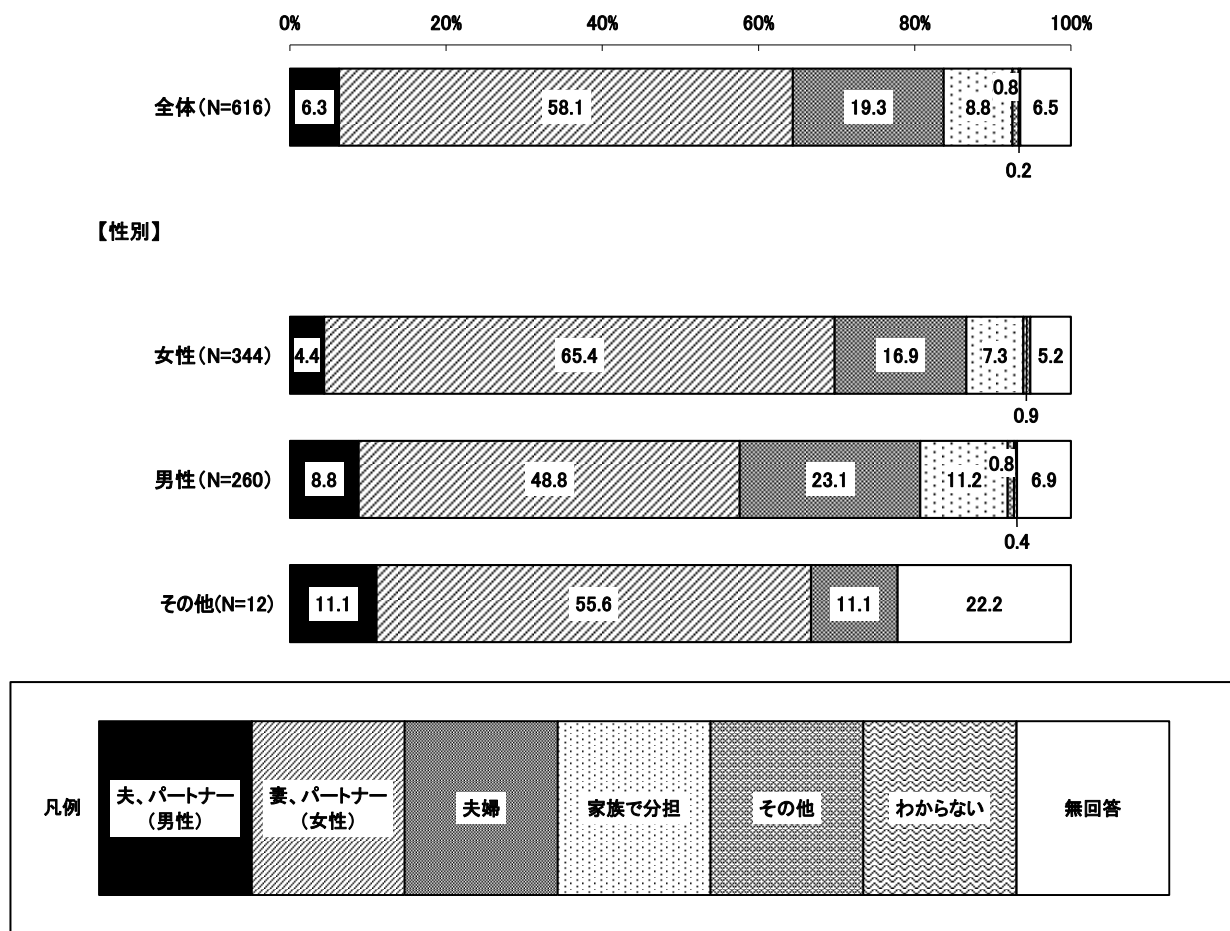 0% 20% 40% 60% 80% 100%
全体(N=616) 6.3 58.1 19.3 8.8 0.8 6.5
0.2
【性別】
女性(N=344) 4.4 65.4 16.9 7.3 5.2
0.9
男性(N=260) 8.8 48.8 23.1 11.2 0.8 6.9
0.4
その他(N=12) 11.1 55.6 11.1 22.2
凡例
夫、パートナー
(男性)
妻、パートナー
(女性)
夫婦
家族で分担
その他
わからない
無回答